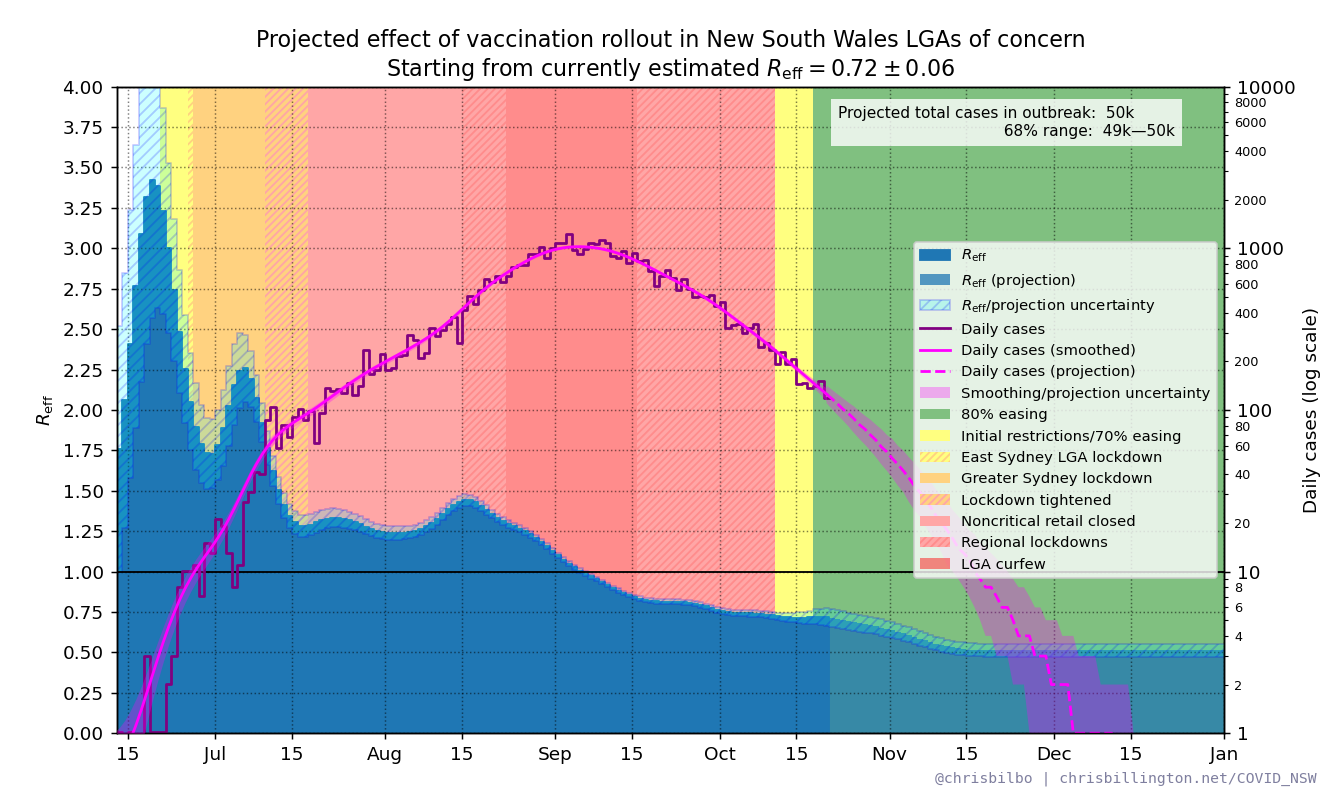 Projected effect of vaccination rollout in New South Wales LGAs of concern
Starting from currently estimated R_eff = 0.72 ± 0.06
4.00
3.75
3.50
3.25
3.00
2.75
2.50
2.25
2.00
1.75
1.50
1.25
1.00
0.75
0.50
0.25
0.00
R_eff
Projected total cases in outbreak: 50k
68% range: 49k—50k
R_eff
R_eff (projection)
R_eff/projection uncertainty
Daily cases
Daily cases (smoothed)
Daily cases (projection)
Smoothing/projection uncertainty
80% easing
Initial restrictions/70% easing
East Sydney LGA lockdown
Greater Sydney lockdown
Lockdown tightened
Noncritical retail closed
Regional lockdowns
LGA curfew
10000
8000
6000
4000
2000
1000
800
600
400
200
100
80
60
40
20
10
8
6
4
2
1
Daily cases (log scale)
15 Jul 15 Aug 15 Sep 15 Oct 15 Nov 15 Dec 15 Jan
@chrisbilbo | chrisbillington.net/COVID_NSW